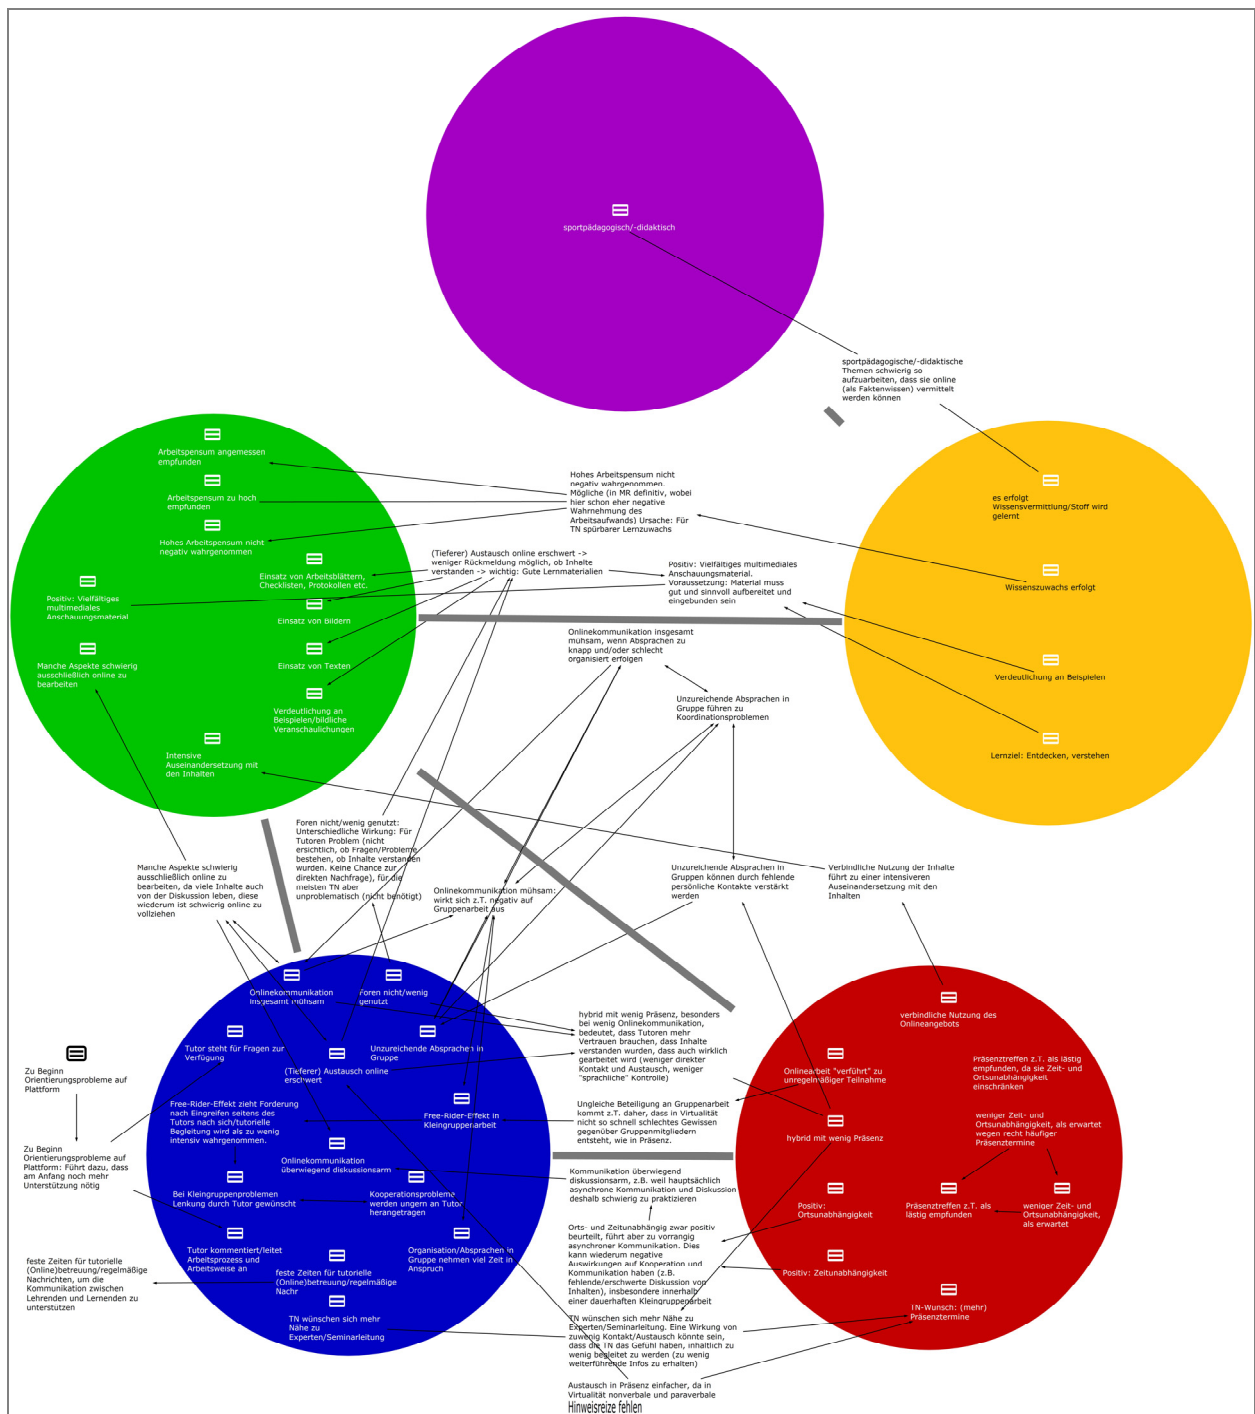 sportpädagogisch/-didaktisch
sportpädagogische/-didaktische
Themen schwierig so
aufzuarbeiten, dass sie online
(als Faktenwissen) vermittelt
werden können
Arbeitspensum angemessen
empfunden
Arbeitspensum zu hoch
empfunden
Hohes Arbeitspensum nicht
negativ wahrgenommen
Einsatz von Arbeitsblättern,
Checklisten, Protokollen etc.
Positiv: Vielfältiges
multimediales
Anschauungsmaterial
Einsatz von Bildern
Manche Aspekte schwierig
ausschließlich online zu
bearbeiten
Einsatz von Texten
Verdeutlichung an
Beispielen/bildliche
Veranschaulichungen
Intensive
Auseinandersetzung mit
den Inhalten
Hohes Arbeitspensum nicht
negativ wahrgenommen.
Mögliche (in MR definitiv, wobei
hier schon eher negative
Wahrnehmung des
Arbeitsaufwands) Ursache: Für
TN spürbarer Lernzuwachs
(Tieferer) Austausch online erschwert ->
weniger Rückmeldung möglich, ob Inhalte
verstanden -> wichtig: Gute Lernmaterialien
Positiv: Vielfältiges multimediales
Anschauungsmaterial.
Voraussetzung: Material muss
gut und sinnvoll aufbereitet und
eingebunden sein
Onlinekommunikation insgesamt
mühsam, wenn Absprachen zu
knapp und/oder schlecht
organisiert erfolgen
Unzureichende Absprachen in
Gruppe führen zu
Koordinationsproblemen
es erfolgt
Wissensvermittlung/Stoff wird
gelernt
Wissenszuwachs erfolgt
Verdeutlichung an Beispielen
Lernziel: Entdecken, verstehen
Manche Aspekte schwierig
ausschließlich online zu
bearbeiten, da viele Inhalte auch
von der Diskussion leben, diese
wiederum ist schwierig online zu
vollziehen
Foren nicht/wenig genutzt:
Unterschiedliche Wirkung: Für
Tutoren Problem (nicht
ersichtlich, ob Fragen/Probleme
bestehen, ob Inhalte verstanden
wurden. Keine Chance zur
direkten Nachfrage), für die
meisten TN aber
unproblematisch (nicht benötigt)
Onlinekommunikation mühsam:
wirkt sich z.T. negativ auf
Gruppenarbeit aus
Unzureichende Absprachen in
Gruppen können durch fehlende
persönliche Kontakte verstärkt
werden
Verbindliche Nutzung der Inhalte
führt zu einer intensiveren
Auseinandersetzung mit den
Inhalten
Onlinekommunikation
insgesamt mühsam
Foren nicht/wenig
genutzt
Tutor steht für Fragen zur
Verfügung
(Tieferer) Austausch online
erschwert
Unzureichende Absprachen in
Gruppe
Free-Rider-Effekt zieht Forderung
nach Eingreifen seitens des
Tutors nach sich/tutorielle
Begleitung wird als zu wenig
intensiv wahrgenommen.
Free-Rider-Effekt in
Kleingruppenarbeit
Onlinekommunikation
überwiegend diskussionsarm
Bei Kleingruppenproblemen
Lenkung durch Tutor gewünscht
Kooperationsprobleme
werden ungern an Tutor
herangetragen
Tutor kommentiert/leitet
Arbeitsprozess und
Arbeitsweise an
feste Zeiten für tutorielle
(Online)betreuung/regelmäßige
Nachr
Organisation/Absprachen in
Gruppe nehmen viel Zeit in
Anspruch
TN wünschen sich mehr
Nähe zu
Experten/Seminarleitung
Zu Beginn
Orientierungsprobleme auf
Plattform
Zu Beginn
Orientierungsprobleme auf
Plattform: Führt dazu, dass
am Anfang noch mehr
Unterstützung nötig
feste Zeiten für tutorielle
(Online)betreuung/regelmäßige
Nachrichten, um die
Kommunikation zwischen
Lehrenden und Lernenden zu
unterstützen
hybrid mit wenig Präsenz, besonders
bei wenig Onlinekommunikation,
bedeutet, dass Tutoren mehr
Vertrauen brauchen, dass Inhalte
verstanden wurden, dass auch wirklich
gearbeitet wird (weniger direkter
Kontakt und Austausch, weniger
"sprachliche" Kontrolle)
Ungleiche Beteiligung an Gruppenarbeit
kommt z.T. daher, dass in Virtualität
nicht so schnell schlechtes Gewissen
gegenüber Gruppenmitgliedern
entsteht, wie in Präsenz.
Kommunikation überwiegend
diskussionsarm, z.B. weil hauptsächlich
asynchrone Kommunikation und Diskussion
deshalb schwierig zu praktizieren
Orts- und Zeitunabhängig zwar positiv
beurteilt, führt aber zu vorrangig
asynchroner Kommunikation. Dies
kann wiederum negative
Auswirkungen auf Kooperation und
Kommunikation haben (z.B.
fehlende/erschwerte Diskussion von
Inhalten), insbesondere innerhalb
einer dauerhaften Kleingruppenarbeit
TN wünschen sich mehr Nähe zu
Experten/Seminarleitung. Eine Wirkung von
zuwenig Kontakt/Austausch könnte sein,
dass die TN das Gefühl haben, inhaltlich zu
wenig begleitet zu werden (zu wenig
weiterführende Infos zu erhalten)
Austausch in Präsenz einfacher, da in
Virtualität nonverbale und paraverbale
Hinweisreize fehlen
verbindliche Nutzung des
Onlineangebots
Onlinearbeit "verführt" zu
unregelmäßiger Teilnahme
Präsenztreffen z.T. als lästig
empfunden, da sie Zeit- und
Ortsunabhängigkeit
einschränken
hybrid mit wenig Präsenz
weniger Zeit- und
Ortsunabhängigkeit, als erwartet
wegen recht häufiger
Präsenztermine
Positiv:
Ortsunabhängigkeit
Präsenztreffen z.T. als
lästig empfunden
weniger Zeit- und
Ortsunabhängigkeit,
als erwartet
Positiv: Zeitunabhängigkeit
TN-Wunsch: (mehr)
Präsenztermine